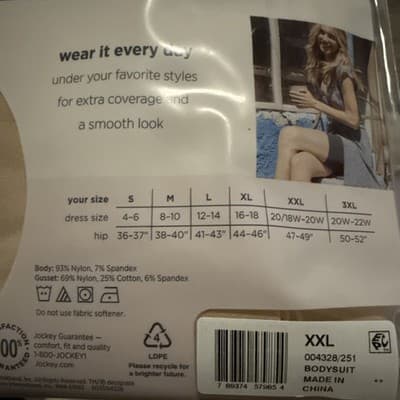 wear it every day
under your favorite styles
for extra coverage and
a smooth look
your size S M L XL XXL 3XL
dress size 4-6 8-10 12-14 16-18 20/18W-20W 20W-22W
hip 36-37" 38-40" 41-43" 44-46" 47-49" 50-52"
Body: 93% Nylon, 7% Spandex
Gusset: 69% Nylon, 25% Cotton, 6% Spandex
Do not use fabric softener.
Jockey Guarantee —
comfort, fit and quality
1-800-JOCKEY1
jockey.com
4
LDPE
Please recycle for
a brighter future.
XXL
004328/251
BODYSUIT
MADE IN
CHINA